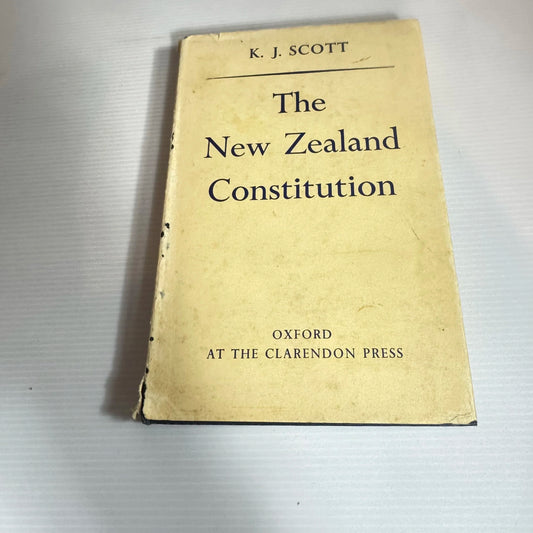 K. J. SCOTT
The
New Zealand
Constitution
OXFORD
AT THE CLARENDON PRESS